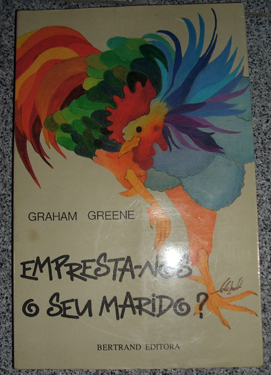 GRAHAM GREENE
EMPRESTA-NOS
O SEU MARIDO?
BERTRAND EDITORA